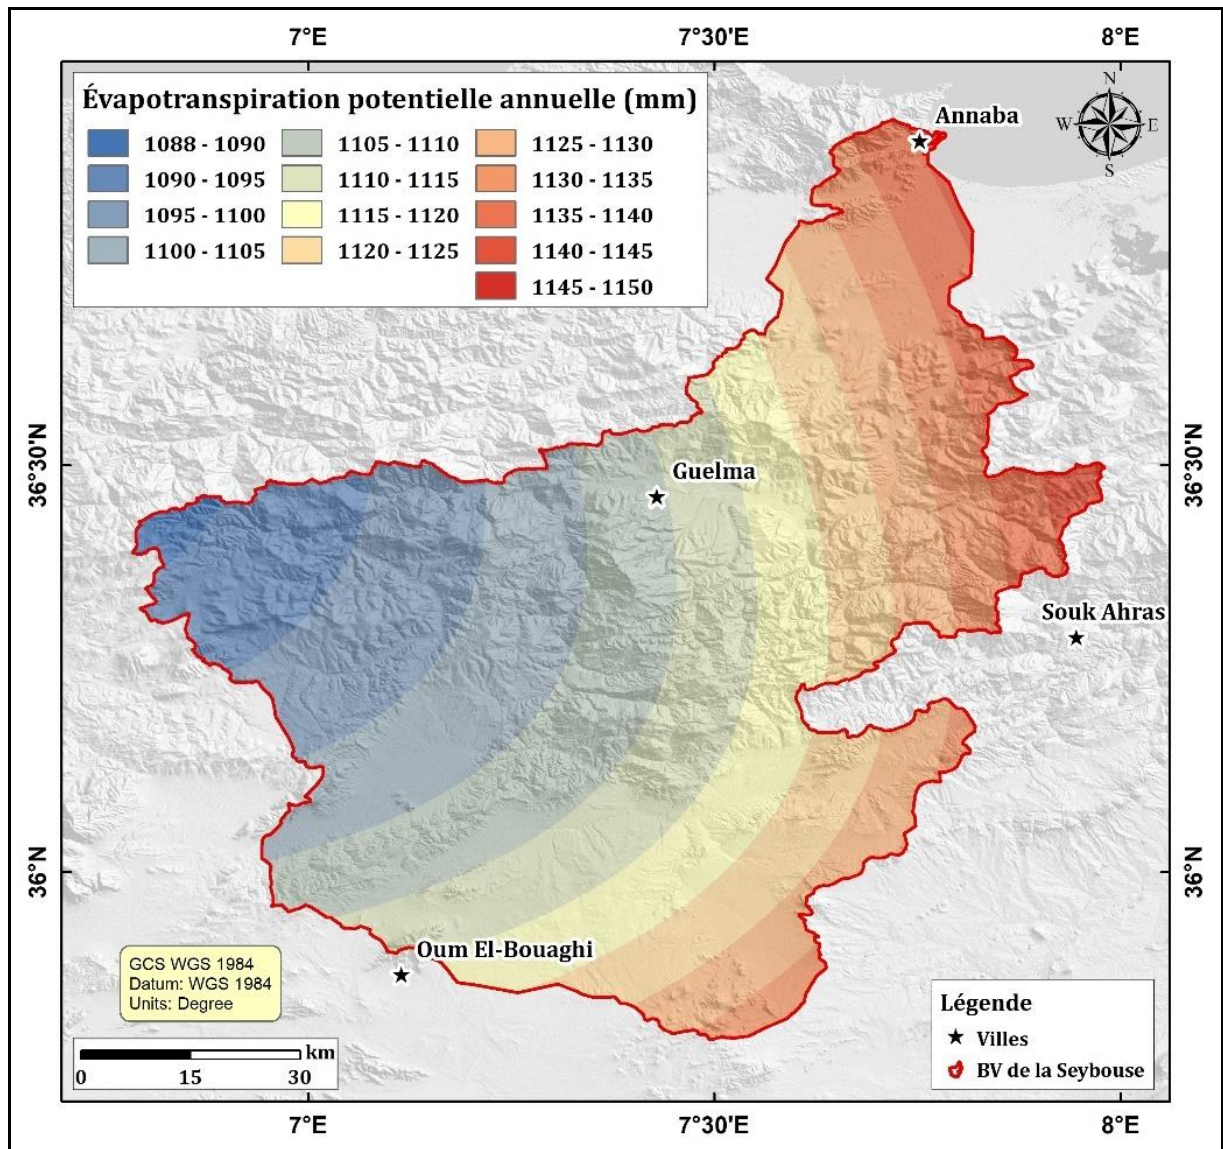 7°E 7°30'E 8°E
Évapotranspiration potentielle annuelle (mm)
1088 - 1090 1105 - 1110 1125 - 1130
1090 - 1095 1110 - 1115 1130 - 1135
1095 - 1100 1115 - 1120 1135 - 1140
1100 - 1105 1120 - 1125 1140 - 1145
1145 - 1150
N
W E
S
Annaba
36°30'N 36°30'N
Guelma
Souk Ahras
36°N 36°N
Oum El-Bouaghi
GCS WGS 1984
Datum: WGS 1984
Units: Degree
km
0 15 30
Légende
Villes
BV de la Seybouse
7°E 7°30'E 8°E